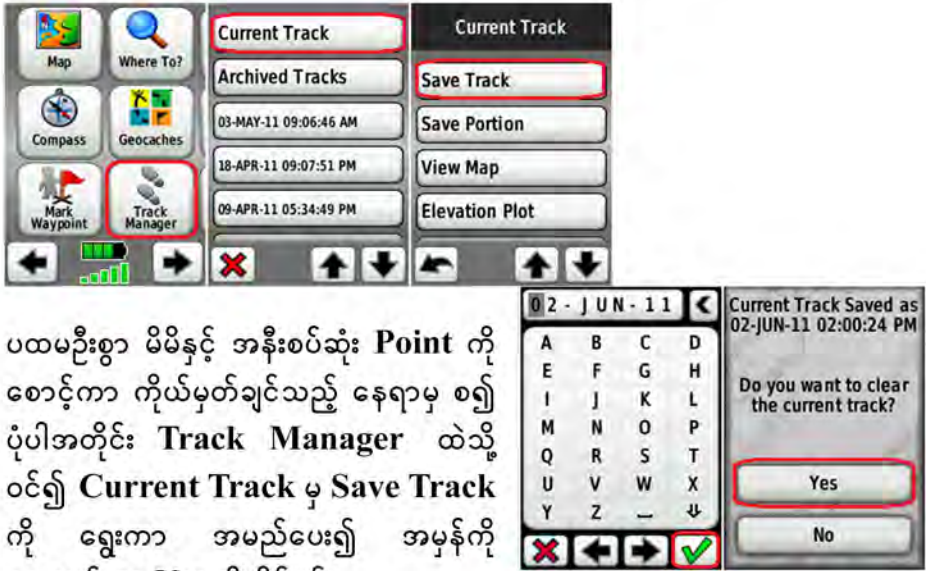 Map
Where To?
Compass
Geocaches
Mark Waypoint
Track Manager
Current Track
Archived Tracks
03-MAY-11 09:06:46 AM
18-APR-11 09:07:51 PM
09-APR-11 05:34:49 PM
Current Track
Save Track
Save Portion
View Map
Elevation Plot
ပထမဦးစွာ မိမိနှင့် အနီးစပ်ဆုံး Point ကို
စောင့်ကာ ကိုယ်မှတ်ချင်သည့် နေရာမှ စ၍
ပုံပါအတိုင်း Track Manager ထဲသို့
ဝင်၍ Current Track မှ Save Track
ကို ရွေးကာ အမည်ပေး၍ အမှန်ကို
02-JUN-11
A B C D
E F G H
I J K L
M N O P
Q R S T
U V W X
Y Z _
Current Track Saved as
02-JUN-11 02:00:24 PM
Do you want to clear
the current track?
Yes
No